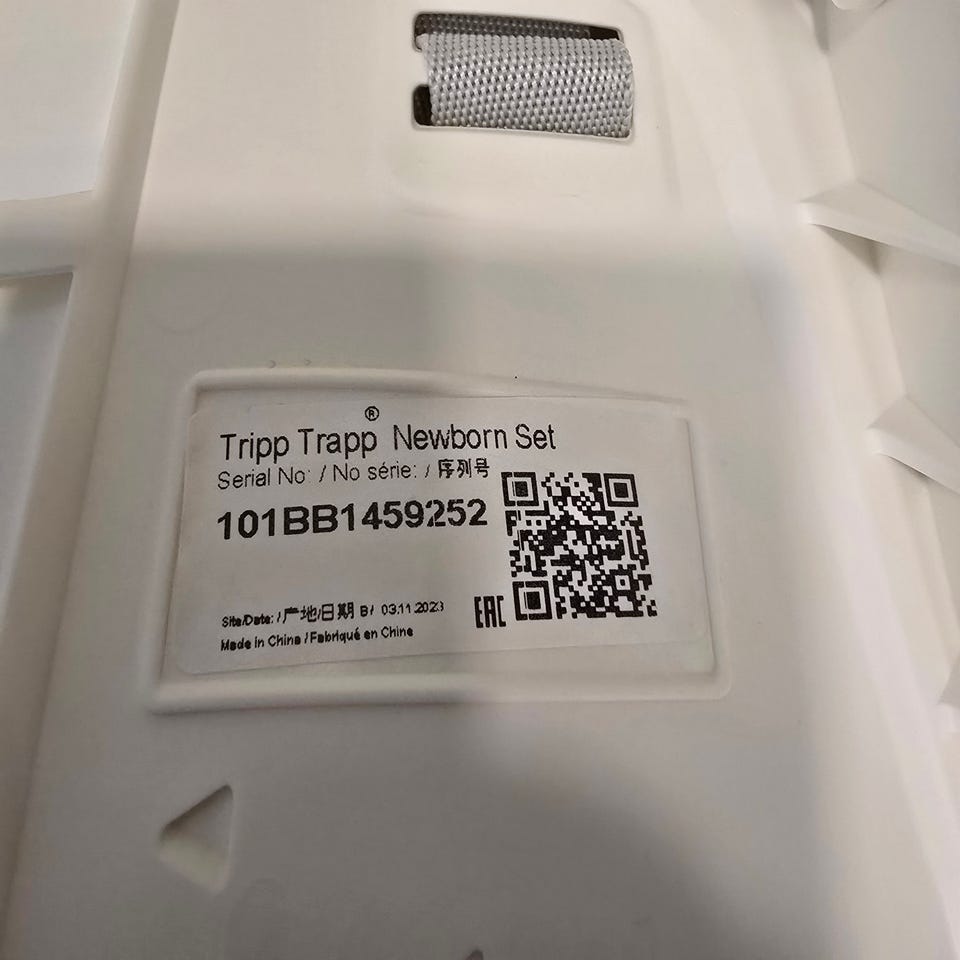 Tripp Trapp® Newborn Set
Serial No: / No série: / 序列号
101BB1459252
Site/Date: / 产地/日期 B/ 03.11.2023
EAC
Made in China / Fabriqué en Chine